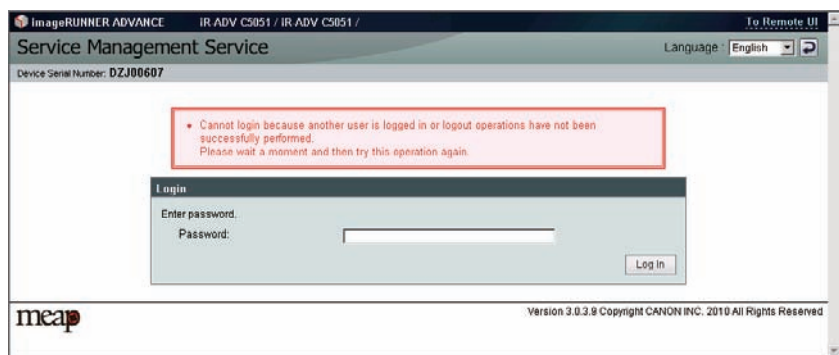 imageRUNNER ADVANCE iR-ADV C5051 / iR-ADV C5051 / To Remote UI
Service Management Service Language : English
Device Serial Number: DZJ00607
• Cannot login because another user is logged in or logout operations have not been
successfully performed.
Please wait a moment and then try this operation again.
Login
Enter password.
Password:
Log In
meap Version 3.0.3.9 Copyright CANON INC. 2010 All Rights Reserved